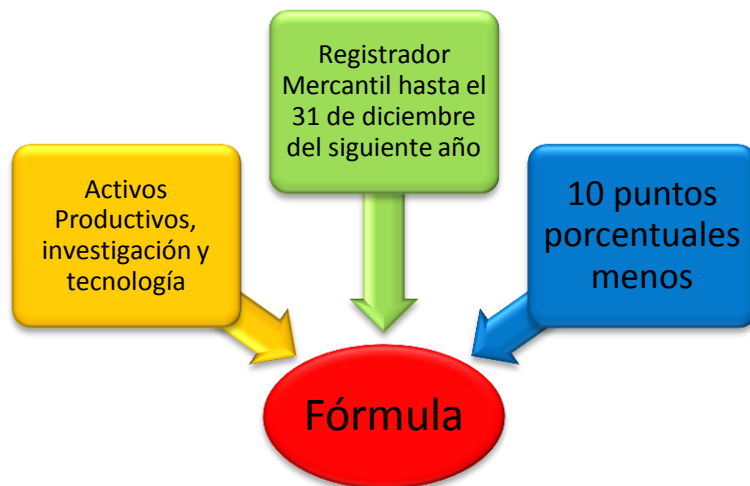 Registrador
Mercantil hasta el
31 de diciembre
del siguiente año
Activos
Productivos,
investigación y
tecnología
10 puntos
porcentuales
menos
Fórmula